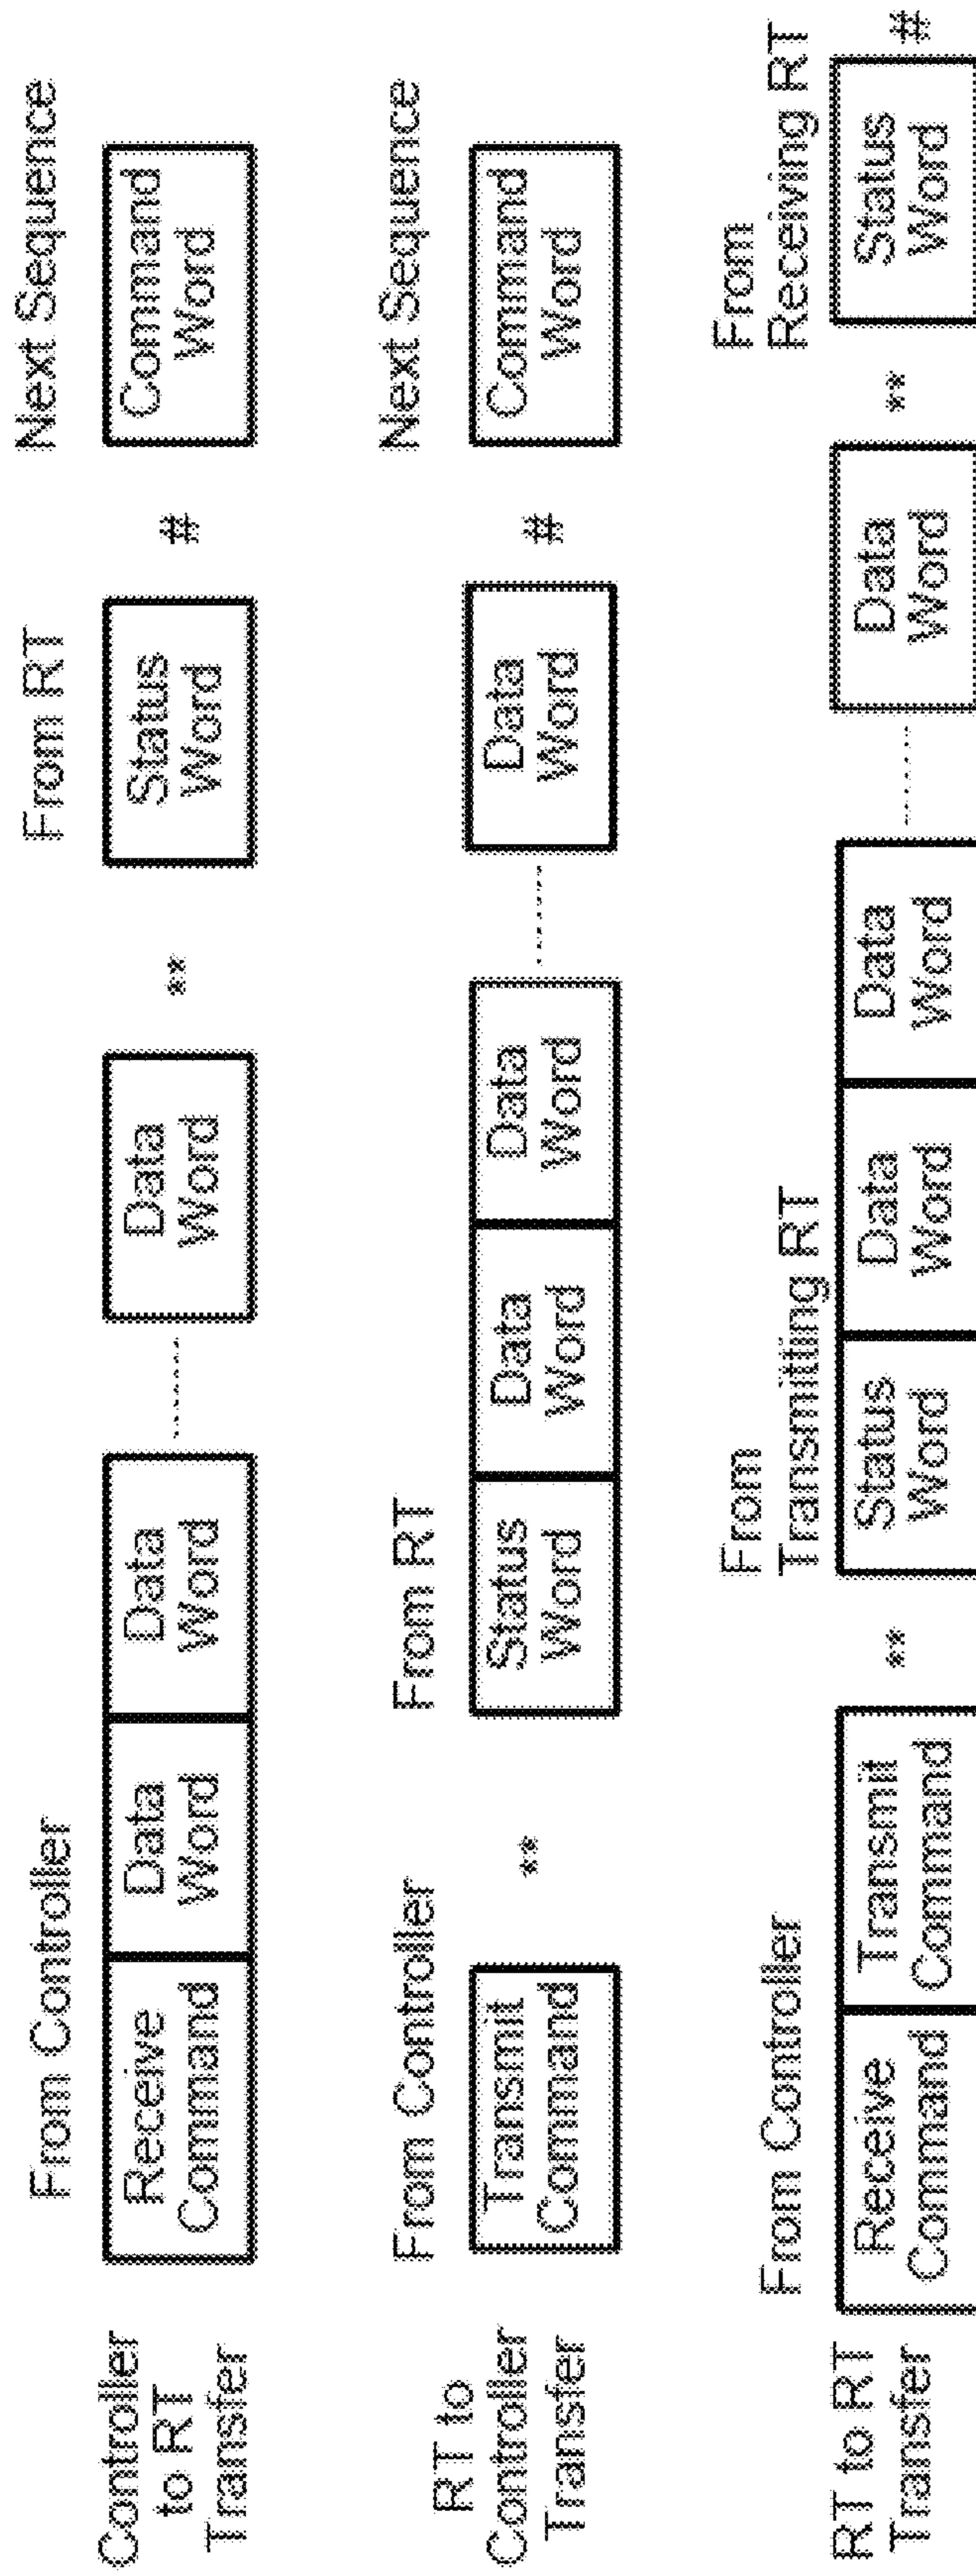 Controller
to RT
Transfer
From Controller
Receive
Command
Data
Word
Data
Word
........
Data
Word
**
From RT
Status
Word
#
Next Sequence
Command
Word
RT to
Controller
Transfer
From Controller
Transmit
Command
**
From RT
Status
Word
Data
Word
Data
Word
........
Data
Word
#
Next Sequence
Command
Word
RT to RT
Transfer
From Controller
Receive
Command
Transmit
Command
**
From
Transmitting RT
Status
Word
Data
Word
Data
Word
........
Data
Word
**
From
Receiving RT
Status
Word
#